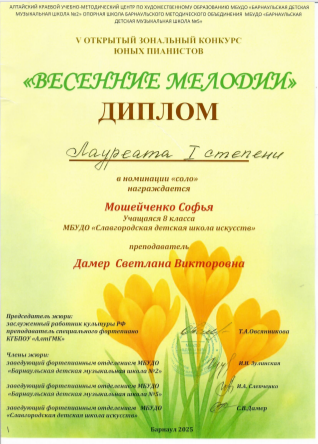 АЛТАЙСКИЙ КРАЕВОЙ УЧЕБНО-МЕТОДИЧЕСКИЙ ЦЕНТР ПО ХУДОЖЕСТВЕННОМУ ОБРАЗОВАНИЮ МБУДО «БАРНАУЛЬСКАЯ ДЕТСКАЯ
МУЗЫКАЛЬНАЯ ШКОЛА №2» ОПОРНАЯ ШКОЛА БАРНАУЛЬСКОГО МЕТОДИЧЕСКОГО ОБЪЕДИНЕНИЯ МБУДО «БАРНАУЛЬСКАЯ
ДЕТСКАЯ МУЗЫКАЛЬНАЯ ШКОЛА №5»
V ОТКРЫТЫЙ ЗОНАЛЬНЫЙ КОНКУРС
ЮНЫХ ПИАНИСТОВ
«ВЕСЕННИЕ МЕЛОДИИ»
ДИПЛОМ
Лауреата I степени
в номинации «соло»
награждается
Мошейченко Софья
Учащаяся 8 класса
МБУДО «Славгородская детская школа искусств»
преподаватель
Дамер Светлана Викторовна
Председатель жюри:
заслуженный работник культуры РФ
преподаватель специального фортепиано
КГБПОУ «АлтГМК» Т.А.Овсянникова
Члены жюри:
заведующий фортепианным отделением МБУДО
«Барнаульская детская музыкальная школа №2»
заведующий фортепианным отделением МБУДО
«Барнаульская детская музыкальная школа №5»
заведующий фортепианным отделением МБУДО
«Славгородская детская школа искусств» С.В.Дамер
\ Барнаул 2025